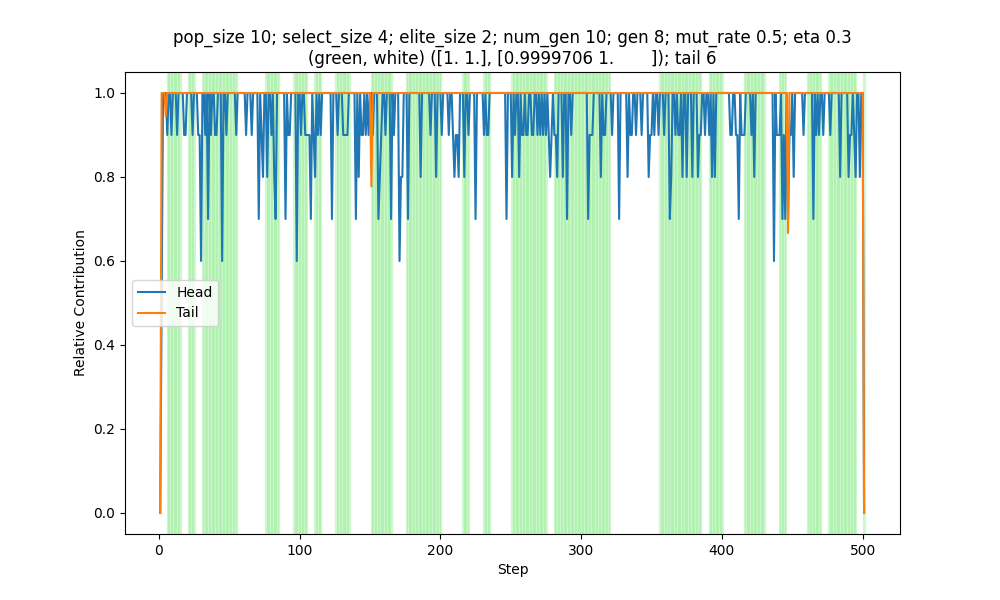 pop_size 10; select_size 4; elite_size 2; num_gen 10; gen 8; mut_rate 0.5; eta 0.3
(green, white) ([1. 1.], [0.9999706 1.        ]); tail 6
1.0
0.8
0.6
0.4
0.2
0.0
Relative Contribution
Head
Tail
0
100
200
300
400
500
Step